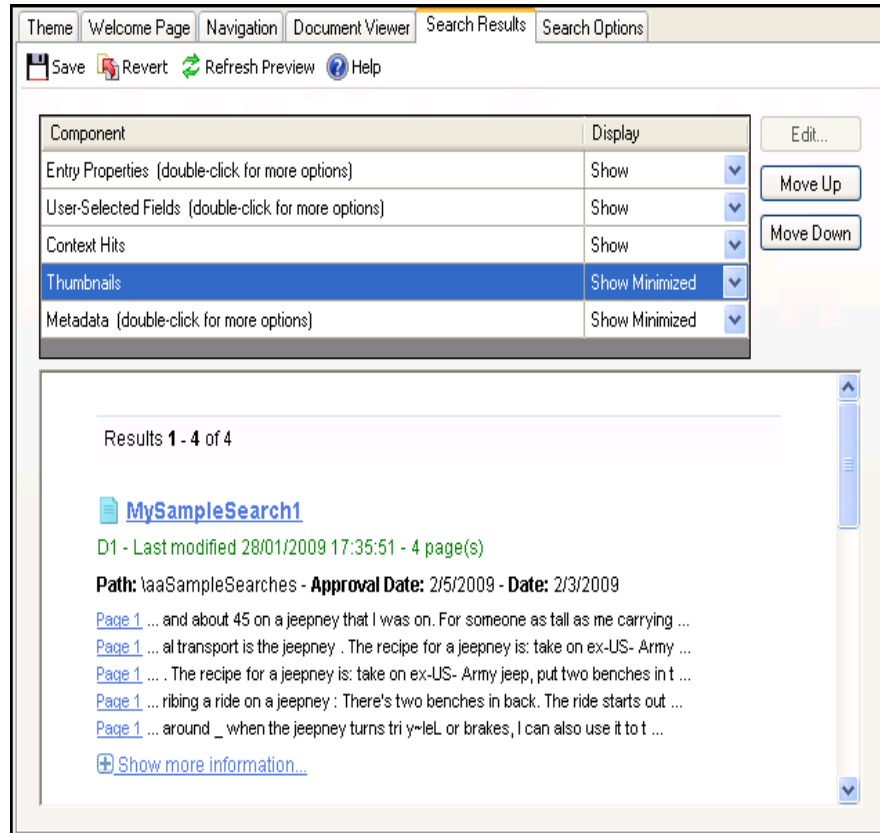 Theme Welcome Page Navigation Document Viewer Search Results Search Options
Save Revert Refresh Preview Help
Component Display Edit...
Entry Properties (double-click for more options) Show
Move Up
User-Selected Fields (double-click for more options) Show
Move Down
Context Hits Show
Thumbnails Show Minimized
Metadata (double-click for more options) Show Minimized
Results 1 - 4 of 4
MySampleSearch1
D1 - Last modified 28/01/2009 17:35:51 - 4 page(s)
Path: \aaSampleSearches - Approval Date: 2/5/2009 - Date: 2/3/2009
Page 1 ... and about 45 on a jeepney that I was on. For someone as tall as me carrying ...
Page 1 ... al transport is the jeepney . The recipe for a jeepney is: take on ex-US- Army ...
Page 1 ... . The recipe for a jeepney is: take on ex-US- Army jeep, put two benches in t ...
Page 1 ... ribing a ride on a jeepney : There's two benches in back. The ride starts out ...
Page 1 ... around _ when the jeepney turns tri y~leL or brakes, I can also use it to t ...
Show more information...